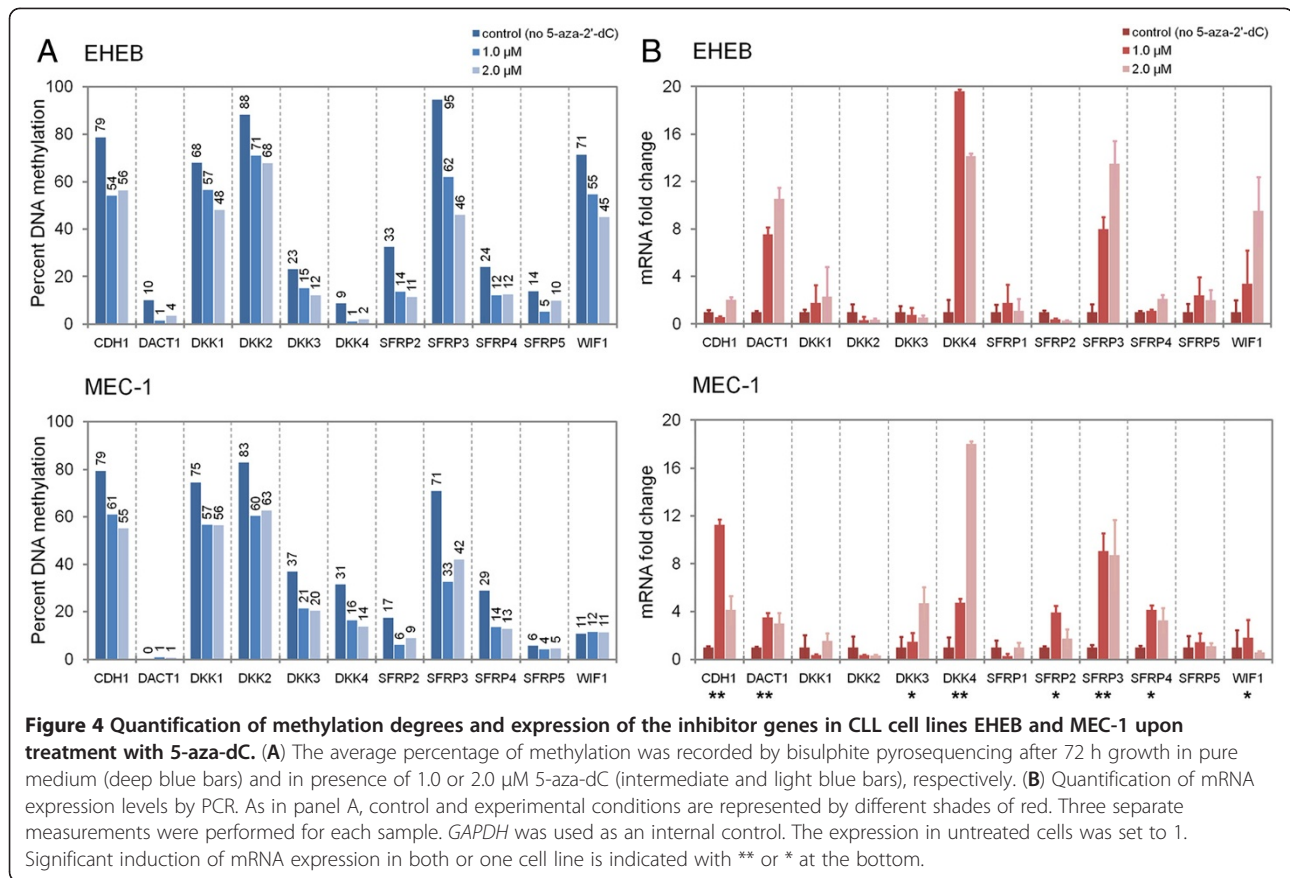 A
EHEB
control (no 5-aza-2'-dC)
1.0 µM
2.0 µM
Percent DNA methylation
100
80
60
40
20
0
79 54 56
10 1 4
68 57 48
88 71 68
23 15 12
9 1 2
33 14 11
95 62 46
24 12 12
14 5 10
71 55 45
CDH1 DACT1 DKK1 DKK2 DKK3 DKK4 SFRP2 SFRP3 SFRP4 SFRP5 WIF1
MEC-1
Percent DNA methylation
100
80
60
40
20
0
79 61 55
0 1 1
75 57 56
83 60 63
37 21 20
31 16 14
17 6 9
71 33 42
29 14 13
6 4 5
11 12 11
CDH1 DACT1 DKK1 DKK2 DKK3 DKK4 SFRP2 SFRP3 SFRP4 SFRP5 WIF1
B
EHEB
control (no 5-aza-2'-dC)
1.0 µM
2.0 µM
mRNA fold change
20
16
12
8
4
0
CDH1 DACT1 DKK1 DKK2 DKK3 DKK4 SFRP1 SFRP2 SFRP3 SFRP4 SFRP5 WIF1
MEC-1
mRNA fold change
20
16
12
8
4
0
CDH1 DACT1 DKK1 DKK2 DKK3 DKK4 SFRP1 SFRP2 SFRP3 SFRP4 SFRP5 WIF1
** ** * ** * ** * *
Figure 4 Quantification of methylation degrees and expression of the inhibitor genes in CLL cell lines EHEB and MEC-1 upon
treatment with 5-aza-dC. (A) The average percentage of methylation was recorded by bisulphite pyrosequencing after 72 h growth in pure
medium (deep blue bars) and in presence of 1.0 or 2.0 µM 5-aza-dC (intermediate and light blue bars), respectively. (B) Quantification of mRNA
expression levels by PCR. As in panel A, control and experimental conditions are represented by different shades of red. Three separate
measurements were performed for each sample. GAPDH was used as an internal control. The expression in untreated cells was set to 1.
Significant induction of mRNA expression in both or one cell line is indicated with ** or * at the bottom.